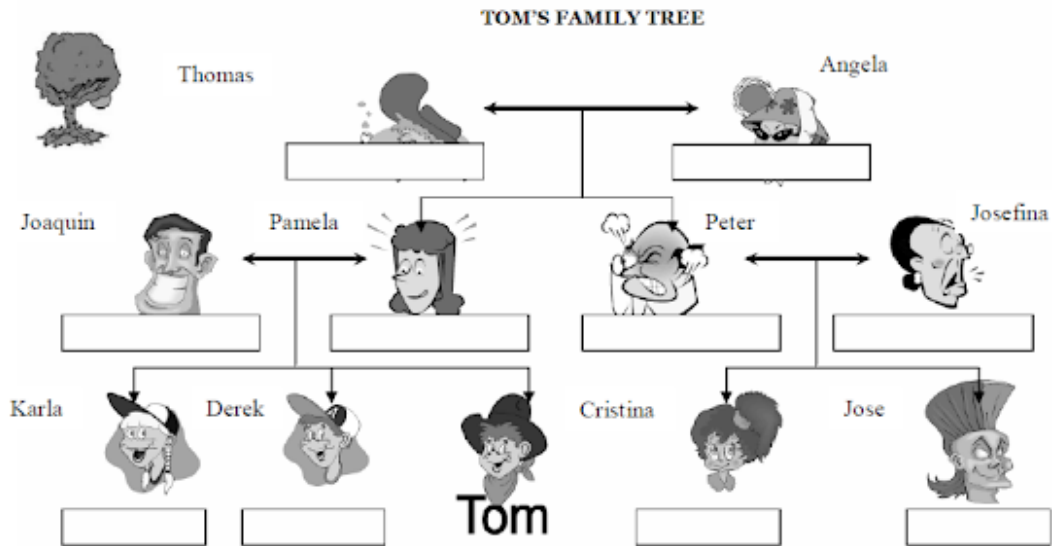 TOM'S FAMILY TREE
Thomas
Angela
Joaquin
Pamela
Peter
Josefina
Karla
Derek
Tom
Cristina
Jose